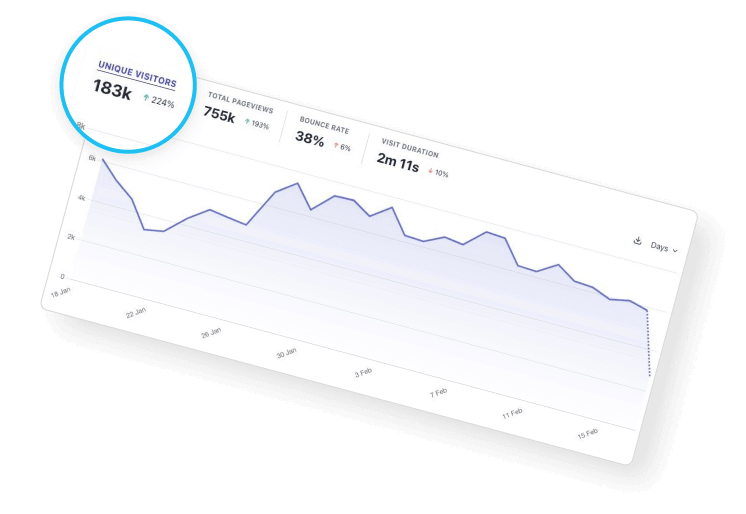 UNIQUE VISITORS
183k ↑ 224%
TOTAL PAGEVIEWS
755k ↑ 193%
BOUNCE RATE
38% ↑ 6%
VISIT DURATION
2m 11s ↓ 10%
Days
8k
6k
4k
2k
0
18 Jan
22 Jan
26 Jan
30 Jan
3 Feb
7 Feb
11 Feb
15 Feb